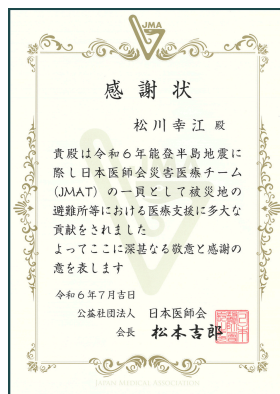 JMA
感謝状
松川幸江 殿
貴殿は令和６年能登半島地震に
際し日本医師会災害医療チーム
(JMAT) の一員として被災地の
避難所等における医療支援に多大な
貢献をされました
よってここに深甚なる敬意と感謝の
意を表します
令和６年７月吉日
公益社団法人 日本医師会
会長 松本吉郎
JAPAN MEDICAL ASSOCIATION